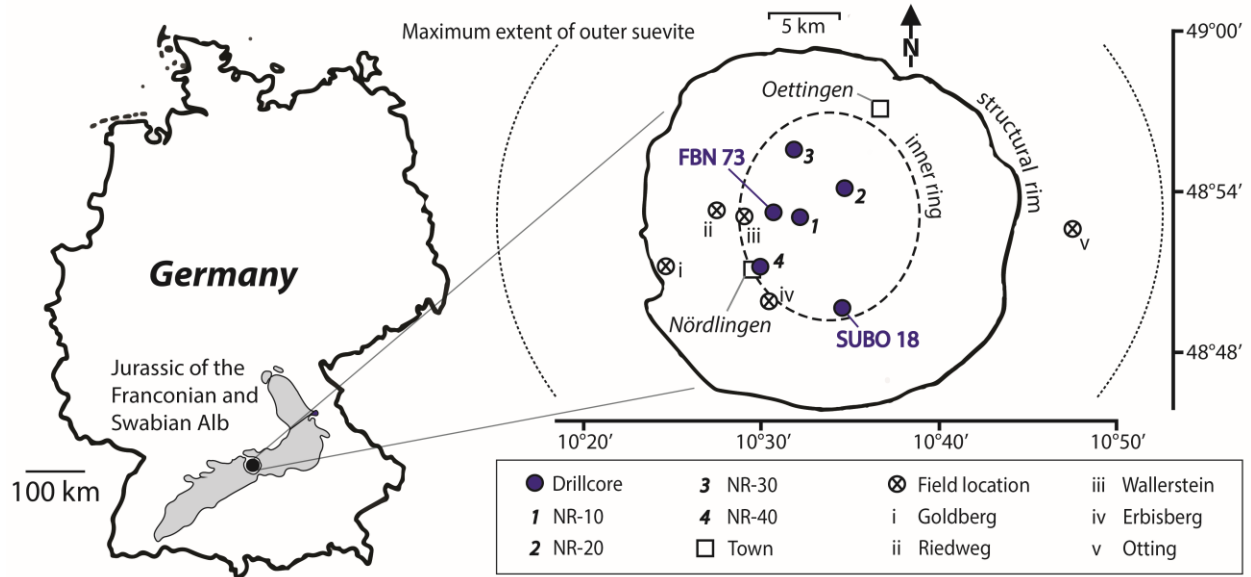 Maximum extent of outer suevite
5 km
N
49°00′
Oettingen
structural rim
FBN 73
3
inner ring
48°54′
2
ii
iii
1
v
Germany
i
4
iv
Nördlingen
SUBO 18
48°48′
Jurassic of the
Franconian and
Swabian Alb
10°20′
10°30′
10°40′
10°50′
100 km
Drillcore
3 NR-30
Field location
iii Wallerstein
1 NR-10
4 NR-40
i Goldberg
iv Erbisberg
2 NR-20
Town
ii Riedweg
v Otting